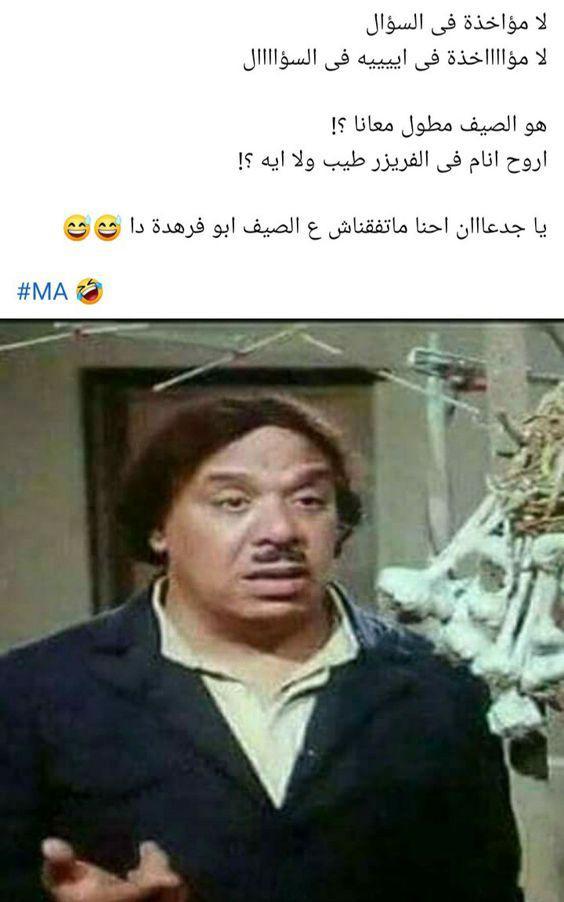 لا مؤاخذة فى السؤال
لا مؤااااخذة فى اييييه فى السؤاااال
هو الصيف مطول معانا ؟!
اروح انام فى الفريزر طيب ولا ايه ؟!
يا جدعااان احنا ماتفقناش ع الصيف ابو فرهدة دا 😅😅
#MA 🤣